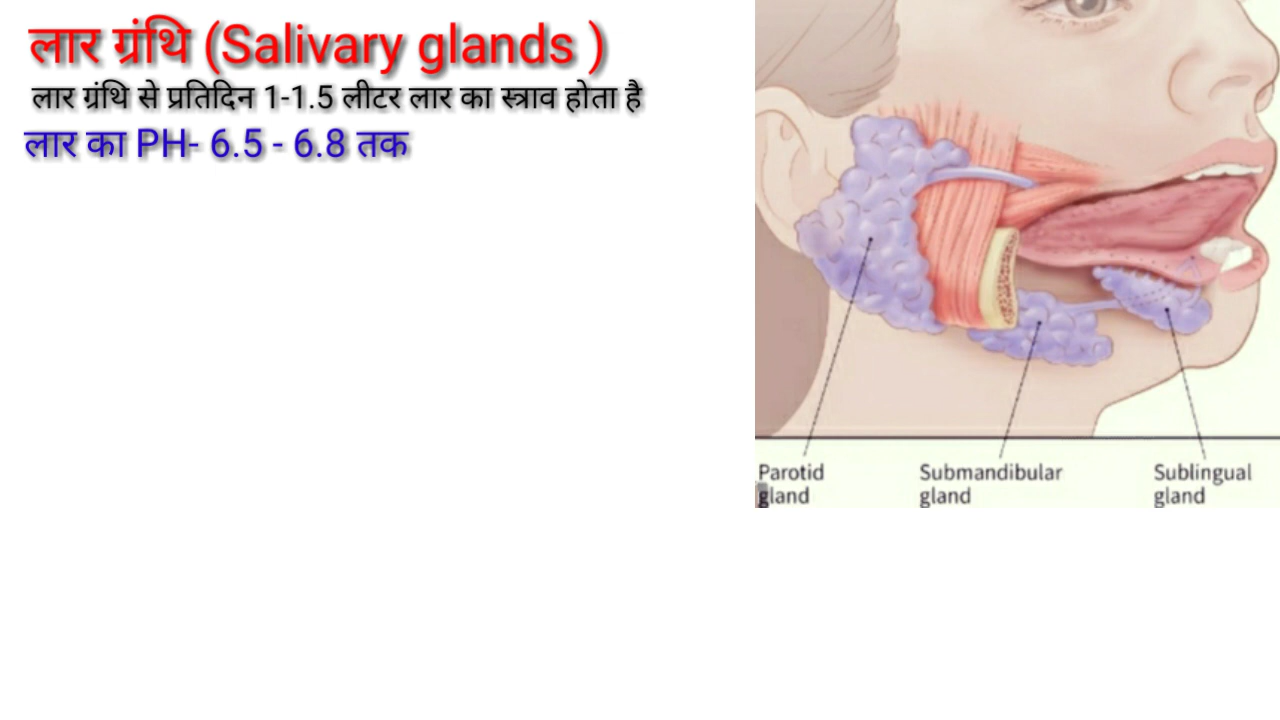 लार ग्रंथि (Salivary glands )
लार ग्रंथि से प्रतिदिन 1-1.5 लीटर लार का स्त्राव होता है
लार का PH- 6.5 - 6.8 तक
Parotid
gland
Submandibular
gland
Sublingual
gland